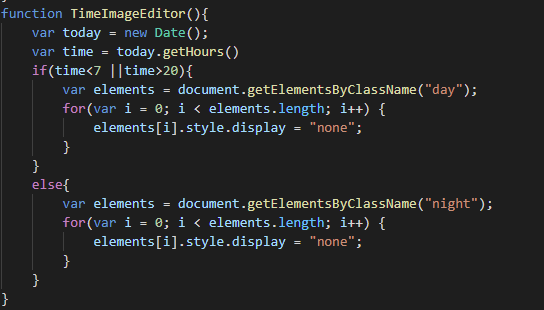 function TimeImageEditor(){
    var today = new Date();
    var time = today.getHours()
    if(time<7 ||time>20){
        var elements = document.getElementsByClassName("day");
        for(var i = 0; i < elements.length; i++) {
            elements[i].style.display = "none";
        }
    }
    else{
        var elements = document.getElementsByClassName("night");
        for(var i = 0; i < elements.length; i++) {
            elements[i].style.display = "none";
        }
    }
}